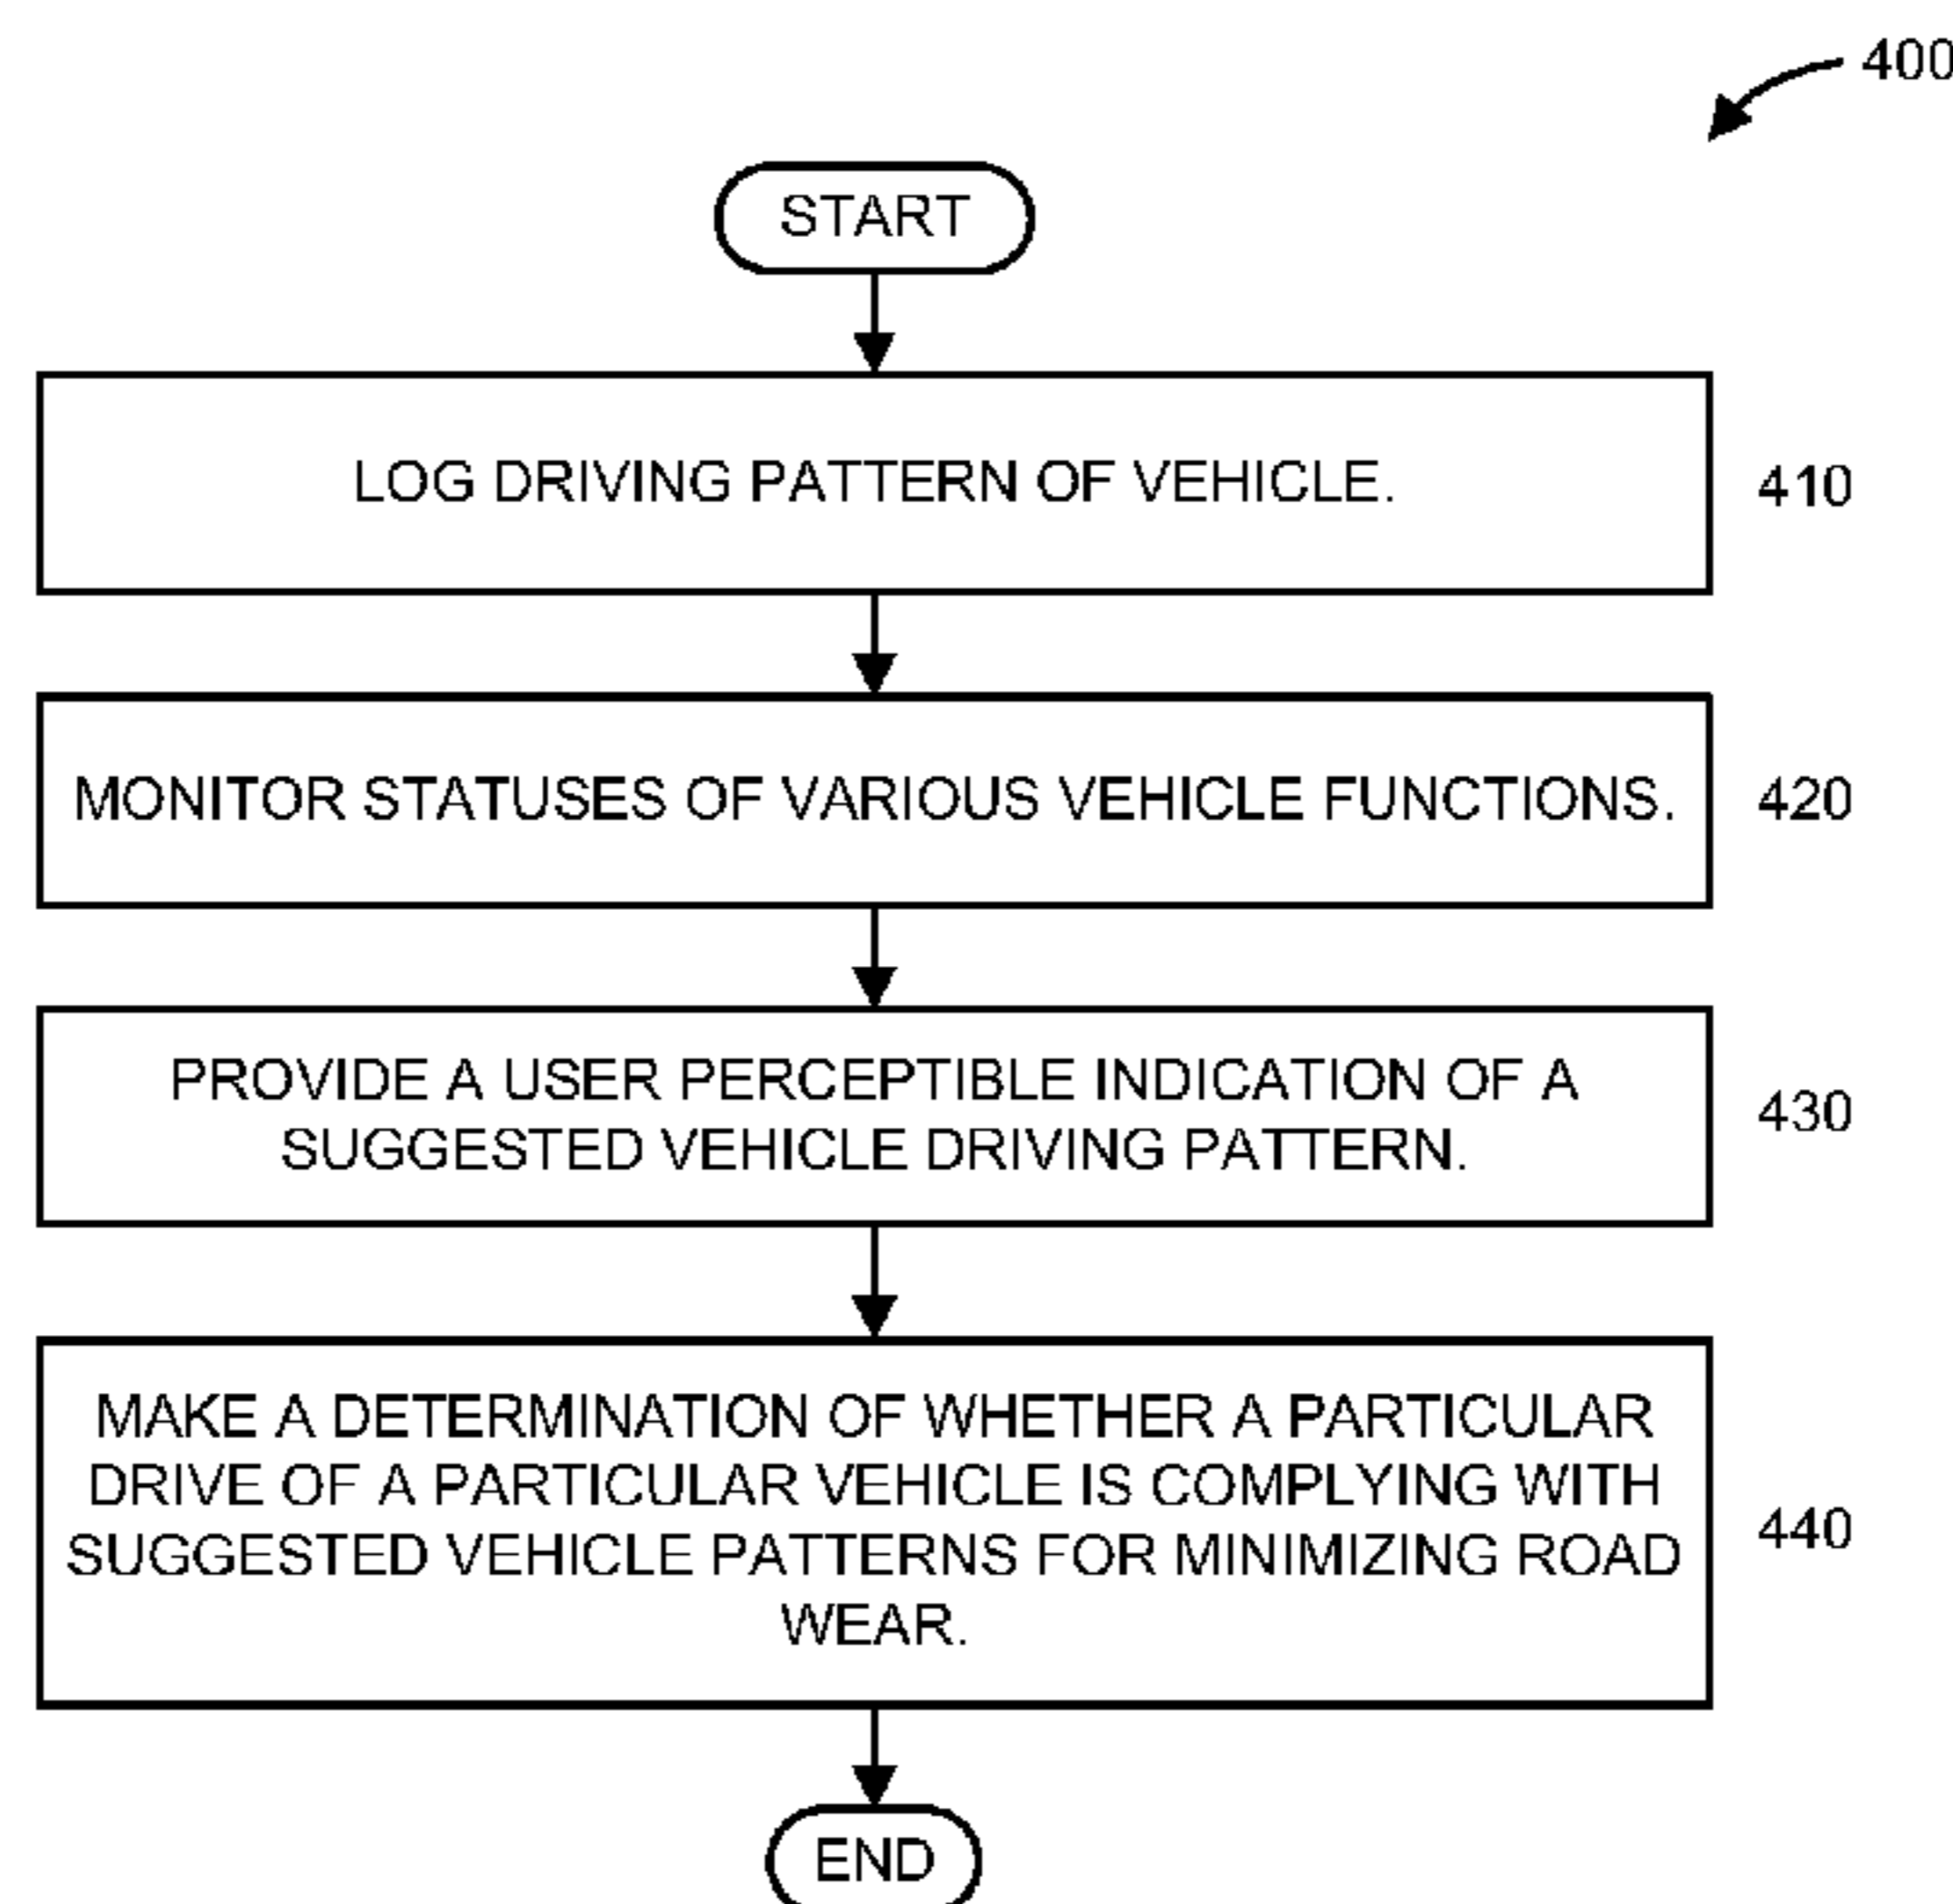 400
START
LOG DRIVING PATTERN OF VEHICLE.
410
MONITOR STATUSES OF VARIOUS VEHICLE FUNCTIONS.
420
PROVIDE A USER PERCEPTIBLE INDICATION OF A
SUGGESTED VEHICLE DRIVING PATTERN.
430
MAKE A DETERMINATION OF WHETHER A PARTICULAR
DRIVE OF A PARTICULAR VEHICLE IS COMPLYING WITH
SUGGESTED VEHICLE PATTERNS FOR MINIMIZING ROAD
WEAR.
440
END